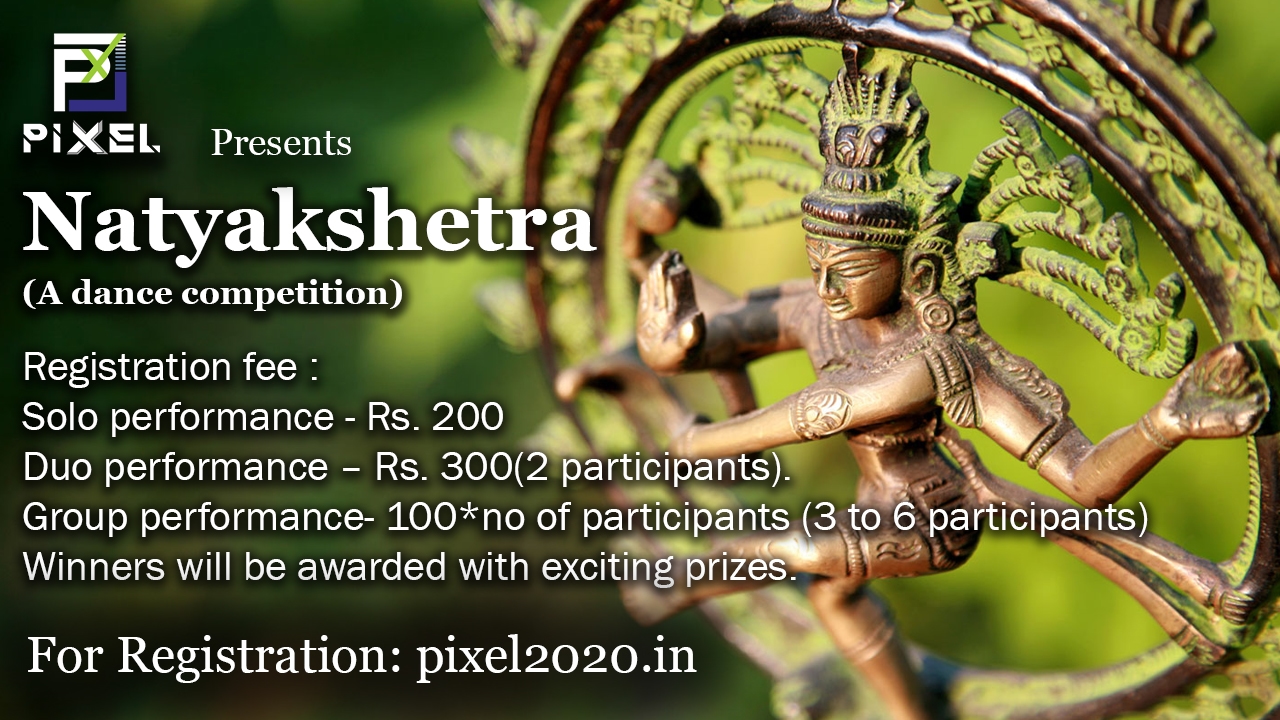 PiXEL
Presents
Natyakshetra
(A dance competition)
Registration fee :
Solo performance - Rs. 200
Duo performance – Rs. 300(2 participants).
Group performance- 100*no of participants (3 to 6 participants)
Winners will be awarded with exciting prizes.
For Registration: pixel2020.in